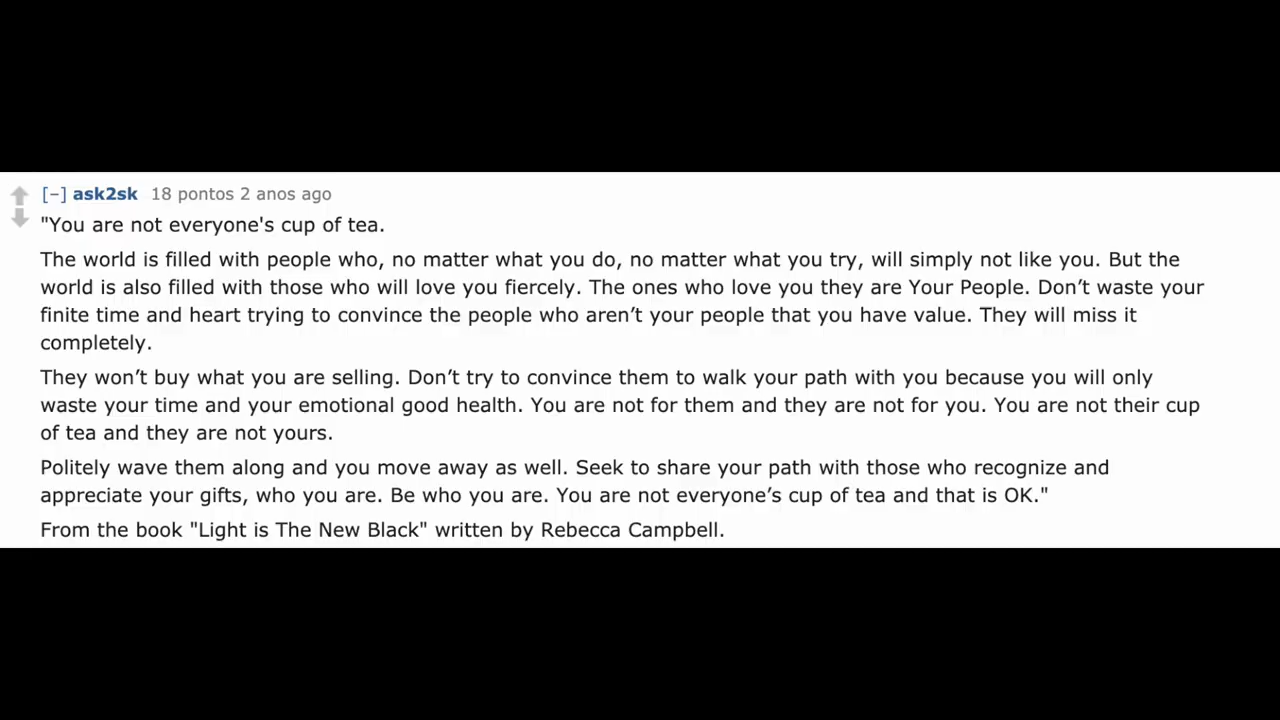 [–] ask2sk 18 pontos 2 anos ago
"You are not everyone's cup of tea.
The world is filled with people who, no matter what you do, no matter what you try, will simply not like you. But the
world is also filled with those who will love you fiercely. The ones who love you they are Your People. Don’t waste your
finite time and heart trying to convince the people who aren’t your people that you have value. They will miss it
completely.
They won’t buy what you are selling. Don’t try to convince them to walk your path with you because you will only
waste your time and your emotional good health. You are not for them and they are not for you. You are not their cup
of tea and they are not yours.
Politely wave them along and you move away as well. Seek to share your path with those who recognize and
appreciate your gifts, who you are. Be who you are. You are not everyone’s cup of tea and that is OK."
From the book "Light is The New Black" written by Rebecca Campbell.